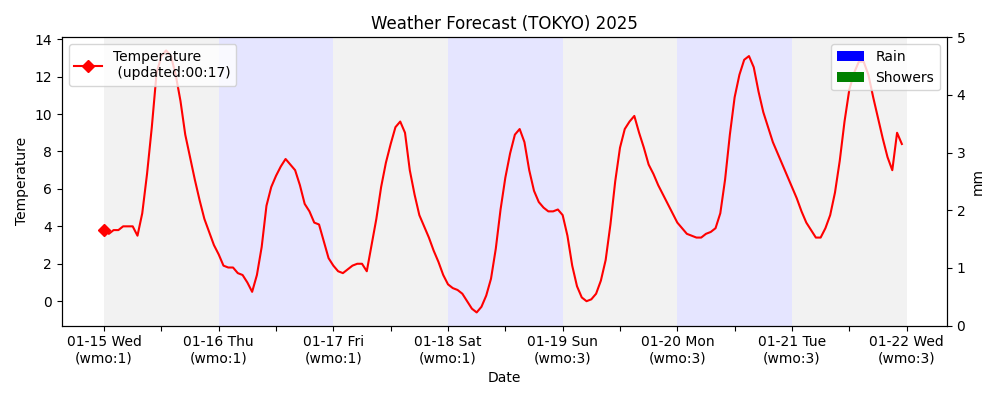 Weather Forecast (TOKYO) 2025
Temperature
(updated:00:17)
Rain
Showers
14
12
10
8
6
4
2
0
Temperature
5
4
3
2
1
0
mm
01-15 Wed
(wmo:1)
01-16 Thu
(wmo:1)
01-17 Fri
(wmo:1)
01-18 Sat
(wmo:1)
01-19 Sun
(wmo:3)
01-20 Mon
(wmo:3)
01-21 Tue
(wmo:3)
01-22 Wed
(wmo:3)
Date